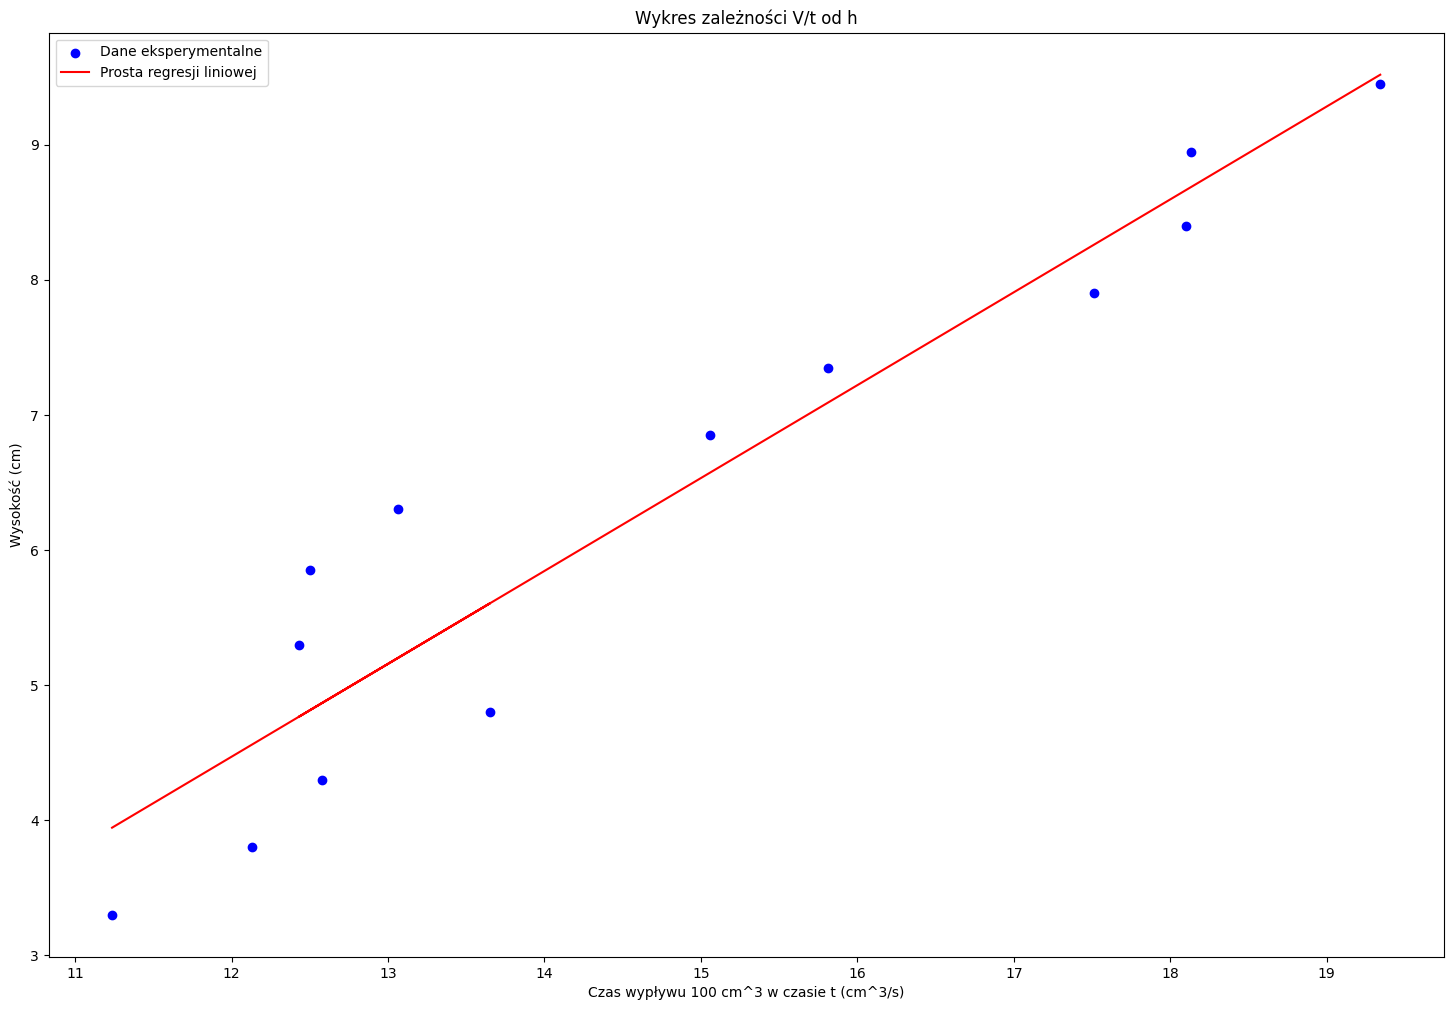 Wykres zależności V/t od h
Dane eksperymentalne
Prosta regresji liniowej
Wysokość (cm)
9
8
7
6
5
4
3
11 12 13 14 15 16 17 18 19
Czas wypływu 100 cm^3 w czasie t (cm^3/s)